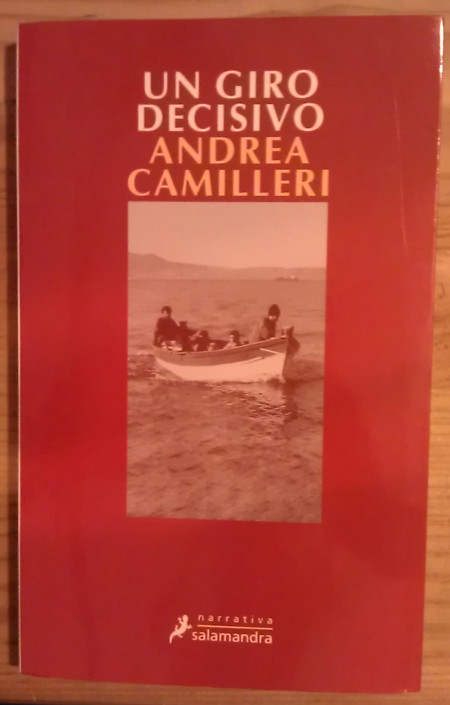 UN GIRO
DECISIVO
ANDREA
CAMILLERI
narrativa
salamandra